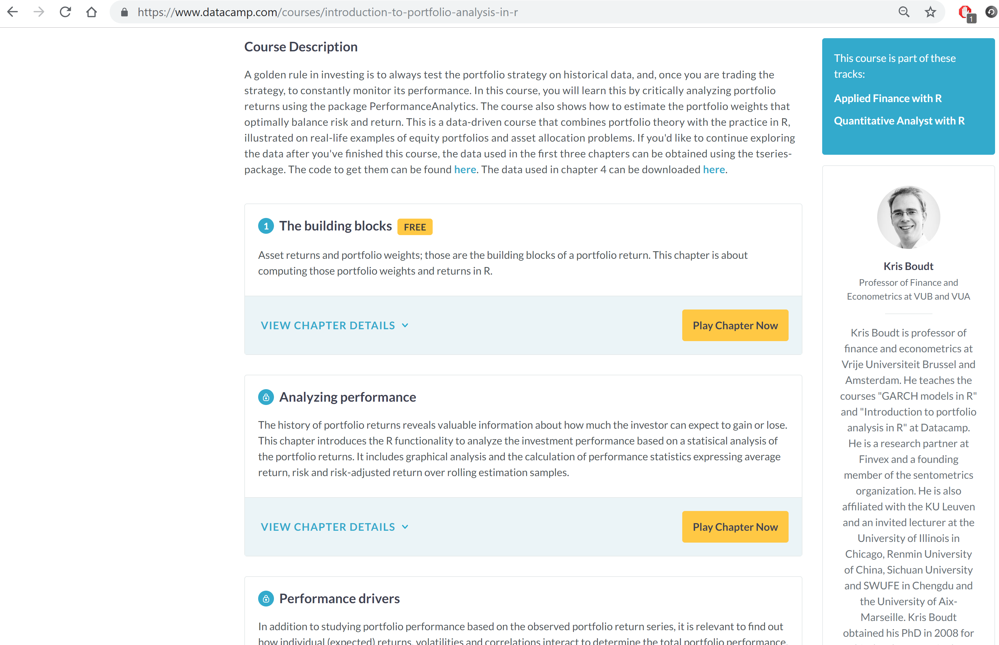 https://www.datacamp.com/courses/introduction-to-portfolio-analysis-in-r
1
Course Description
A golden rule in investing is to always test the portfolio strategy on historical data, and, once you are trading the
strategy, to constantly monitor its performance. In this course, you will learn this by critically analyzing portfolio
returns using the package PerformanceAnalytics. The course also shows how to estimate the portfolio weights that
optimally balance risk and return. This is a data-driven course that combines portfolio theory with the practice in R,
illustrated on real-life examples of equity portfolios and asset allocation problems. If you'd like to continue exploring
the data after you've finished this course, the data used in the first three chapters can be obtained using the tseries-
package. The code to get them can be found here. The data used in chapter 4 can be downloaded here.
1 The building blocks FREE
Asset returns and portfolio weights; those are the building blocks of a portfolio return. This chapter is about
computing those portfolio weights and returns in R.
VIEW CHAPTER DETAILS
Play Chapter Now
Analyzing performance
The history of portfolio returns reveals valuable information about how much the investor can expect to gain or lose.
This chapter introduces the R functionality to analyze the investment performance based on a statisical analysis of
the portfolio returns. It includes graphical analysis and the calculation of performance statistics expressing average
return, risk and risk-adjusted return over rolling estimation samples.
VIEW CHAPTER DETAILS
Play Chapter Now
Performance drivers
In addition to studying portfolio performance based on the observed portfolio return series, it is relevant to find out
how individual (expected) returns, volatilities and correlations interact to determine the total portfolio performance.
This course is part of these
tracks:
Applied Finance with R
Quantitative Analyst with R
Kris Boudt
Professor of Finance and
Econometrics at VUB and VUA
Kris Boudt is professor of
finance and econometrics at
Vrije Universiteit Brussel and
Amsterdam. He teaches the
courses "GARCH models in R"
and "Introduction to portfolio
analysis in R" at Datacamp.
He is a research partner at
Finvex and a founding
member of the sentometrics
organization. He is also
affiliated with the KU Leuven
and an invited lecturer at the
University of Illinois in
Chicago, Renmin University
of China, Sichuan University
and SWUFE in Chengdu and
the University of Aix-
Marseille. Kris Boudt
obtained his PhD in 2008 for